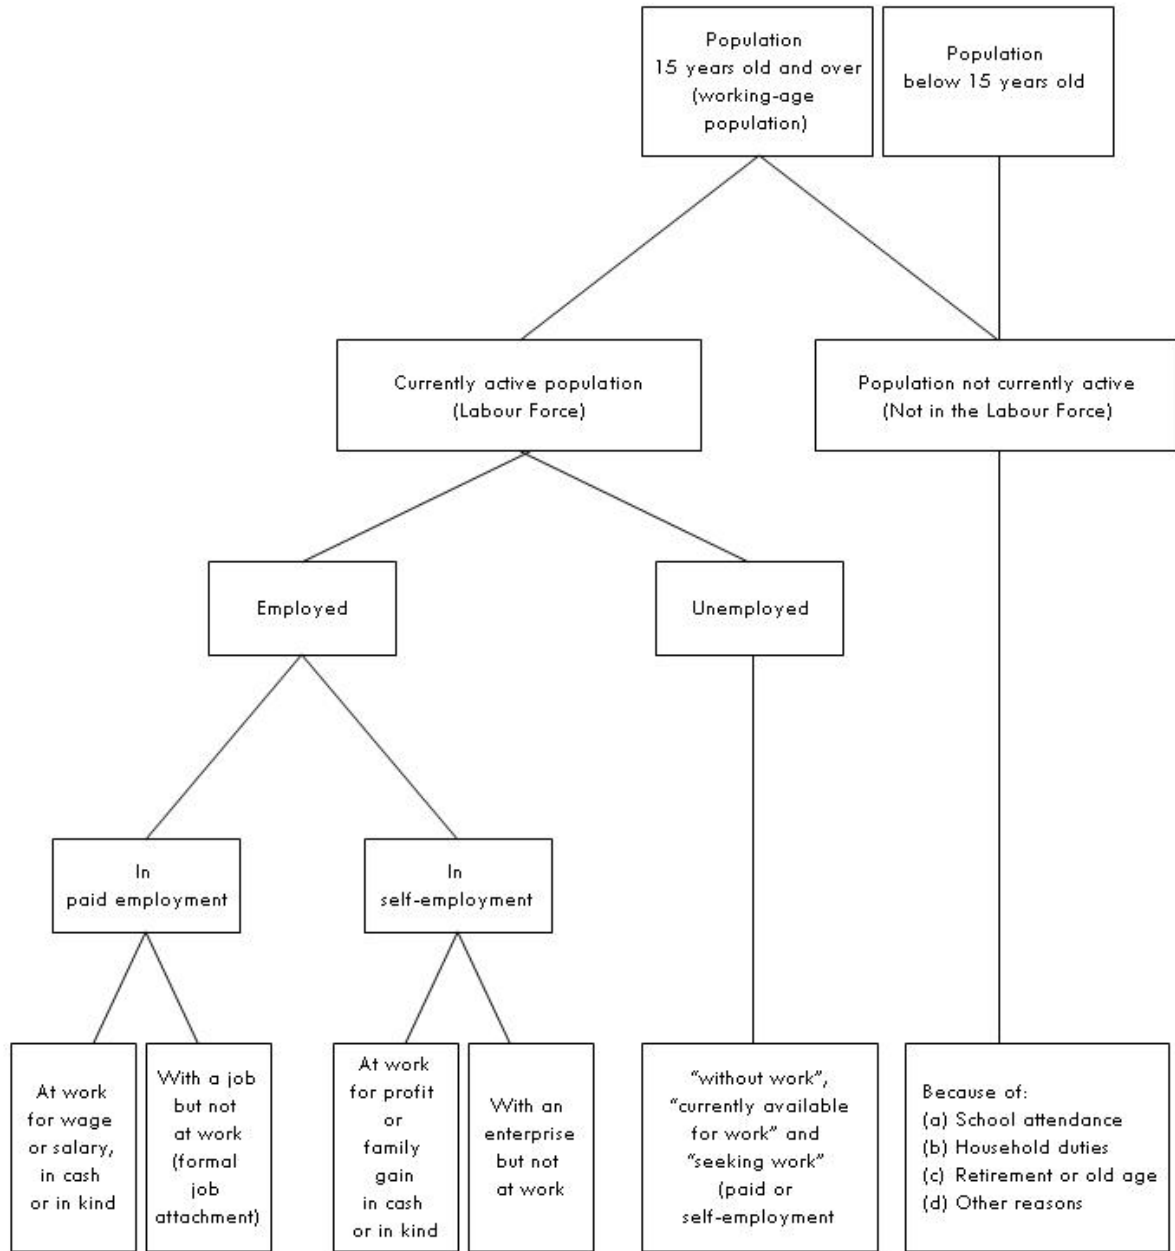 Population
15 years old and over
(working-age
population)
Population
below 15 years old
Currently active population
(Labour Force)
Population not currently active
(Not in the Labour Force)
Employed
Unemployed
In
paid employment
In
self-employment
At work
for wage
or salary,
in cash
or in kind
With a job
but not
at work
(formal
job
attachment)
At work
for profit
or
family
gain
in cash
or in kind
With an
enterprise
but not
at work
“without work”,
“currently available
for work” and
“seeking work”
(paid or
self-employment
Because of:
(a) School attendance
(b) Household duties
(c) Retirement or old age
(d) Other reasons